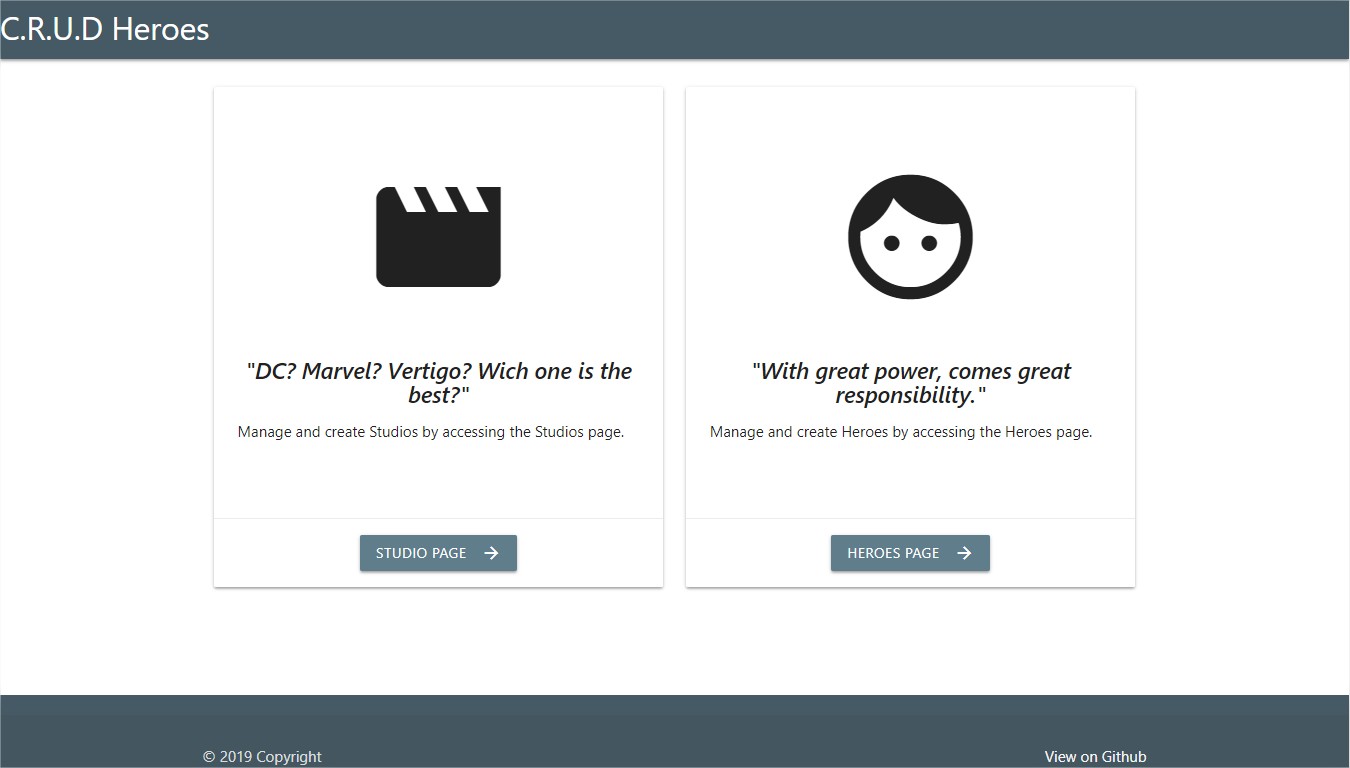 C.R.U.D Heroes
"DC? Marvel? Vertigo? Wich one is the
best?"
Manage and create Studios by accessing the Studios page.
STUDIO PAGE
"With great power, comes great
responsibility."
Manage and create Heroes by accessing the Heroes page.
HEROES PAGE
© 2019 Copyright
View on Github